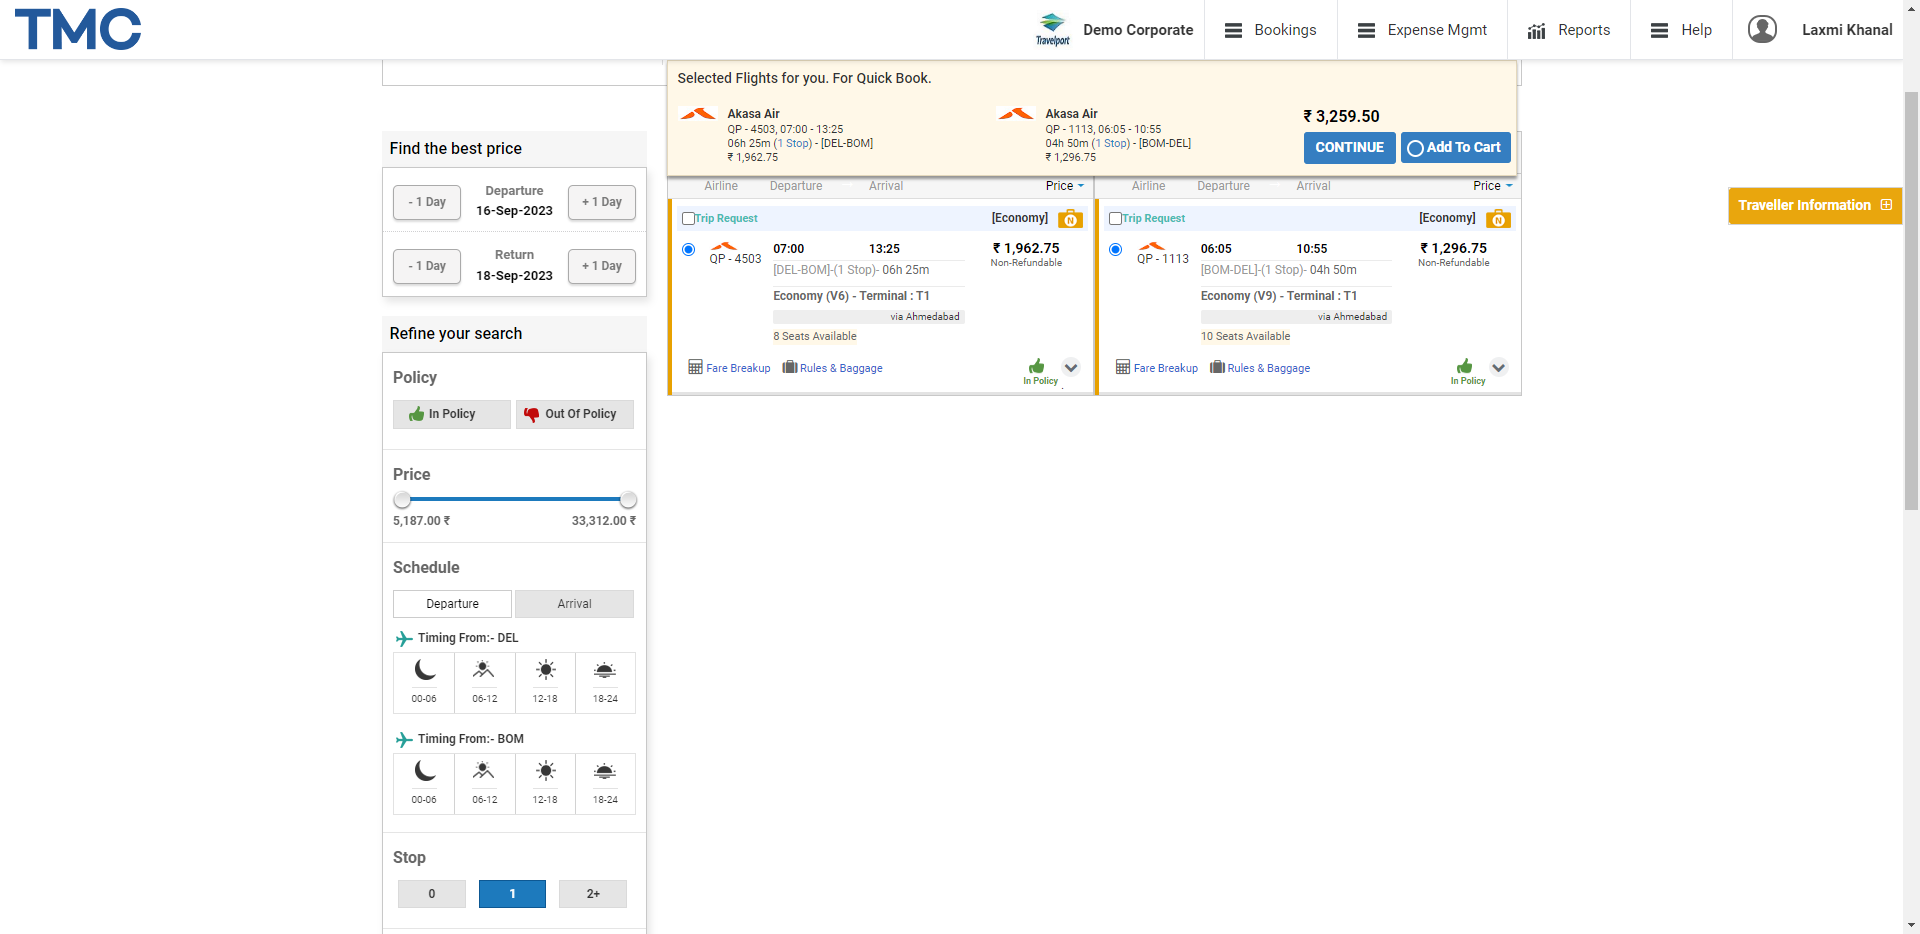 TMC
Travelport
Demo Corporate
Bookings
Expense Mgmt
Reports
Help
Laxmi Khanal
Selected Flights for you. For Quick Book.
Akasa Air
QP - 4503, 07:00 - 13:25
06h 25m (1 Stop) - [DEL-BOM]
₹ 1,962.75
Akasa Air
QP - 1113, 06:05 - 10:55
04h 50m (1 Stop) - [BOM-DEL]
₹ 1,296.75
₹ 3,259.50
CONTINUE
Add To Cart
Traveller Information
Find the best price
- 1 Day
Departure
16-Sep-2023
+ 1 Day
- 1 Day
Return
18-Sep-2023
+ 1 Day
Refine your search
Policy
In Policy
Out Of Policy
Price
5,187.00 ₹
33,312.00 ₹
Schedule
Departure
Arrival
Timing From:- DEL
00-06
06-12
12-18
18-24
Timing From:- BOM
00-06
06-12
12-18
18-24
Stop
0
1
2+
Airline
Departure
Arrival
Price
Trip Request
[Economy]
N
QP - 4503
07:00
13:25
₹ 1,962.75
Non-Refundable
[DEL-BOM]-(1 Stop)- 06h 25m
Economy (V6) - Terminal : T1
via Ahmedabad
8 Seats Available
Fare Breakup
Rules & Baggage
In Policy
Airline
Departure
Arrival
Price
Trip Request
[Economy]
N
QP - 1113
06:05
10:55
₹ 1,296.75
Non-Refundable
[BOM-DEL]-(1 Stop)- 04h 50m
Economy (V9) - Terminal : T1
via Ahmedabad
10 Seats Available
Fare Breakup
Rules & Baggage
In Policy